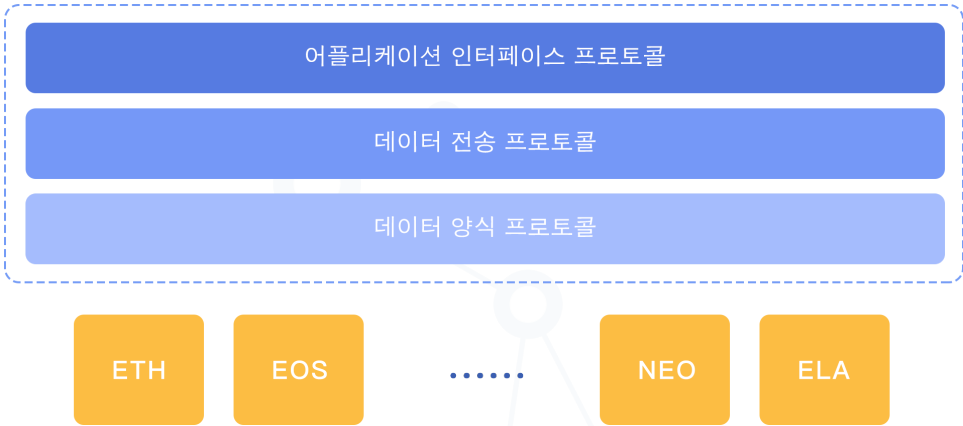 어플리케이션 인터페이스 프로토콜
데이터 전송 프로토콜
데이터 양식 프로토콜
ETH EOS ...... NEO ELA